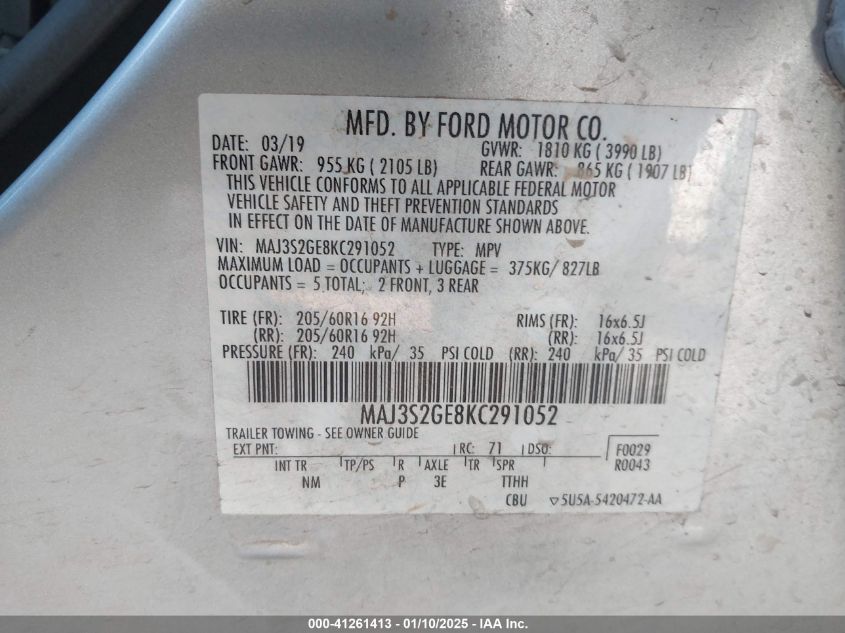 MFD. BY FORD MOTOR CO.
DATE: 03/19 GVWR: 1810 KG ( 3990 LB)
FRONT GAWR: 955 KG ( 2105 LB) REAR GAWR: 865 KG ( 1907 LB)
THIS VEHICLE CONFORMS TO ALL APPLICABLE FEDERAL MOTOR
VEHICLE SAFETY AND THEFT PREVENTION STANDARDS
IN EFFECT ON THE DATE OF MANUFACTURE SHOWN ABOVE.
VIN: MAJ3S2GE8KC291052 TYPE: MPV
MAXIMUM LOAD = OCCUPANTS + LUGGAGE = 375KG/ 827LB
OCCUPANTS = 5 TOTAL; 2 FRONT, 3 REAR
TIRE (FR): 205/60R16 92H RIMS (FR): 16x6.5J
(RR): 205/60R16 92H (RR): 16x6.5J
PRESSURE (FR): 240 kPa/ 35 PSI COLD (RR): 240 kPa/ 35 PSI COLD
MAJ3S2GE8KC291052
TRAILER TOWING - SEE OWNER GUIDE
EXT PNT: RC: 71 DSO: F0029
INT TR TP/PS R AXLE TR SPR R0043
NM P 3E TTHH
CBU ▽5U5A-5420472-AA
000-41261413 - 01/10/2025 - IAA Inc.